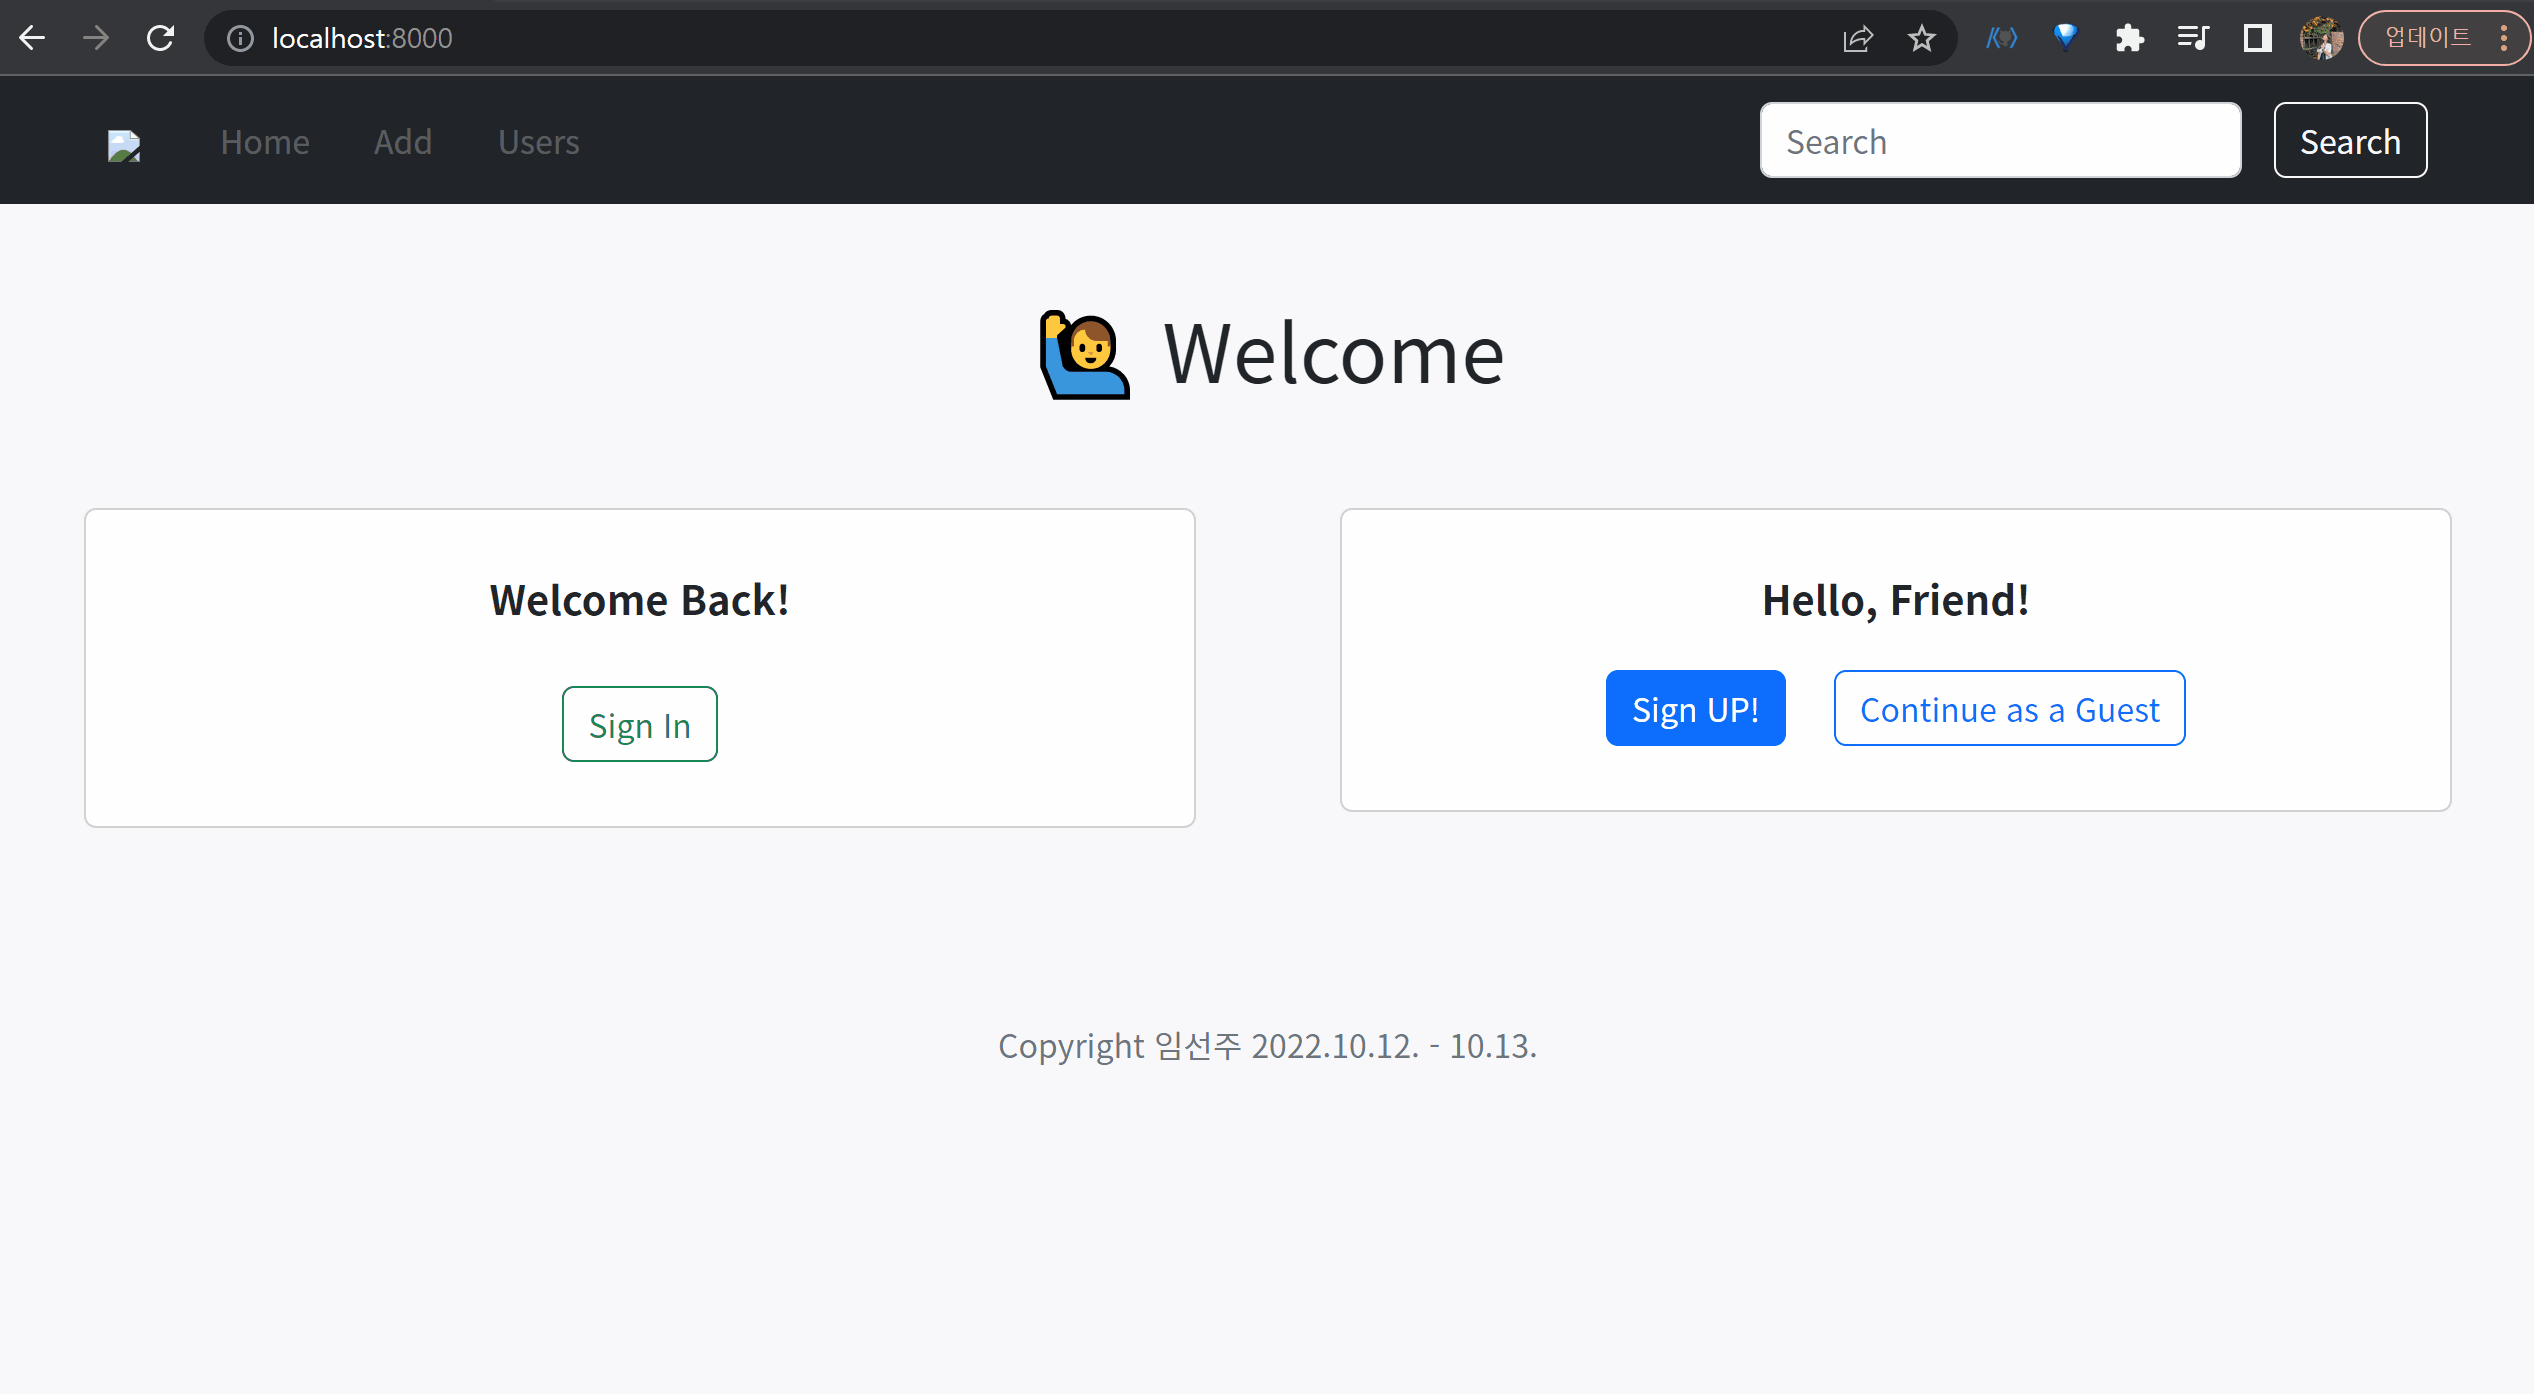 localhost:8000
업데이트
Home Add Users
Search
Search
Welcome
Welcome Back!
Sign In
Hello, Friend!
Sign UP! Continue as a Guest
Copyright 임선주 2022.10.12. - 10.13.